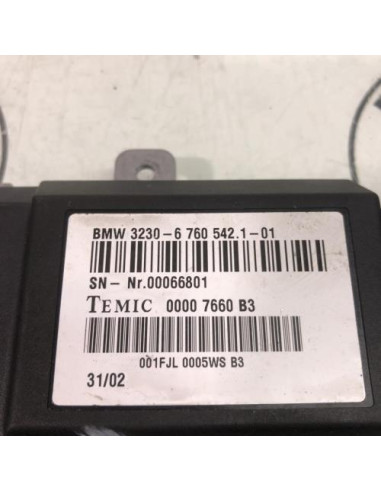 BMW 3230-6 760 542.1-01
SN- Nr.00066801
TEMIC 0000 7660 B3
001FJL 0005WS B3
31/02